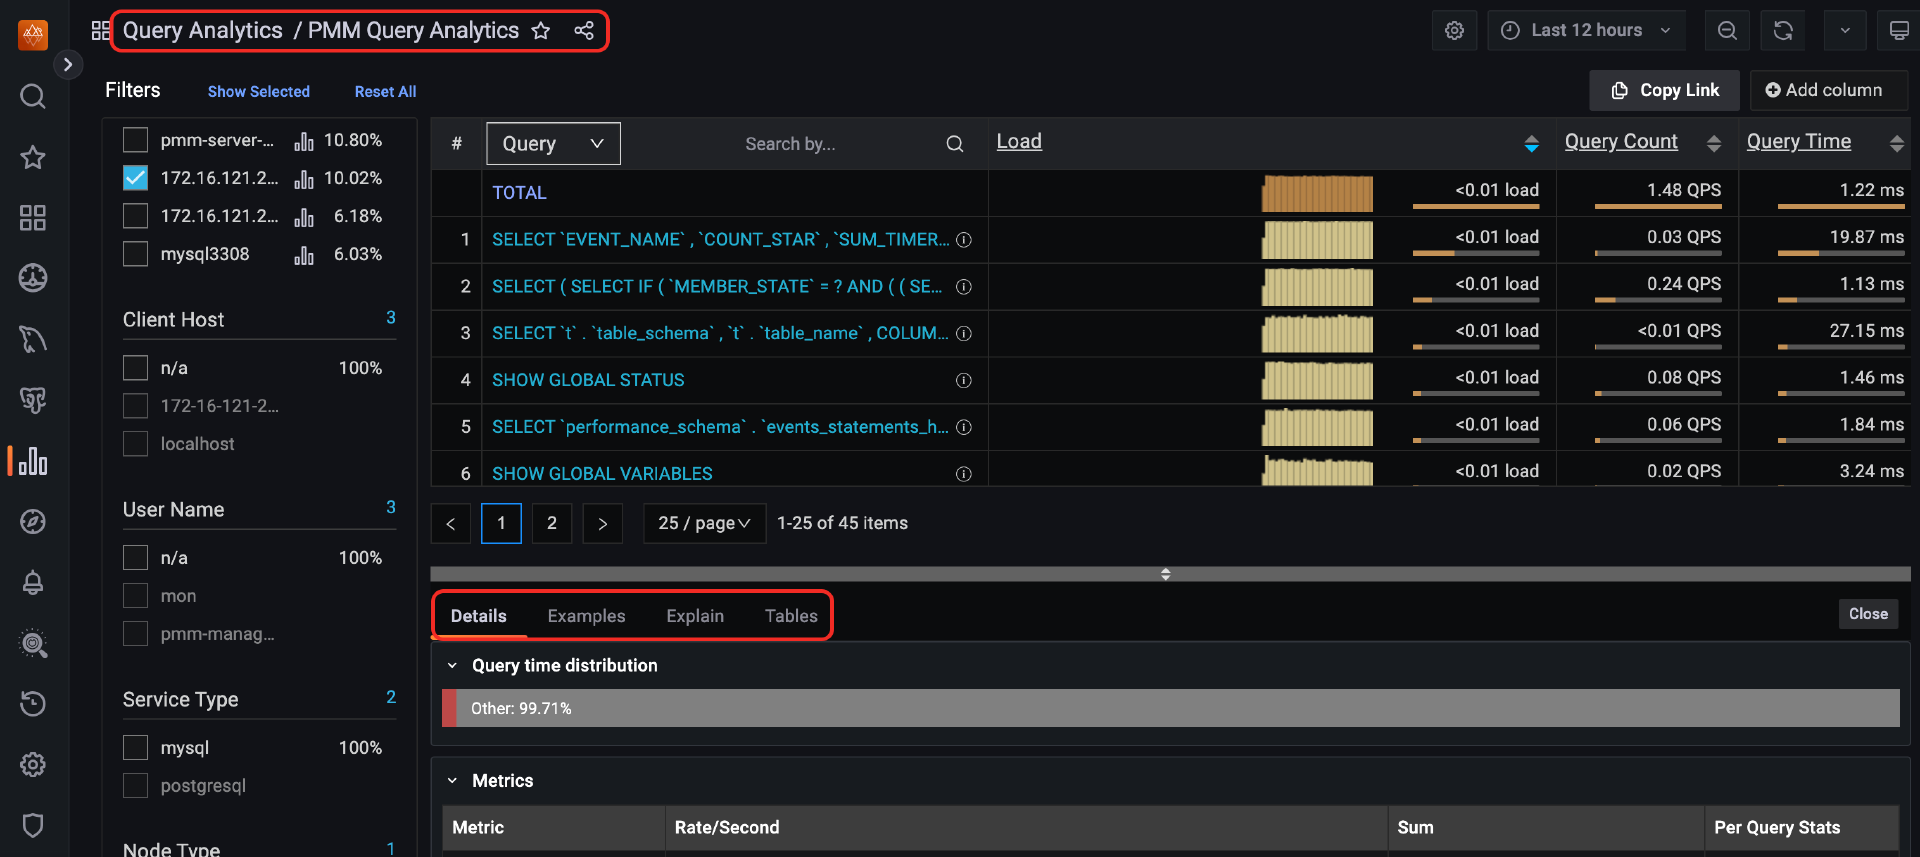 Query Analytics / PMM Query Analytics
Last 12 hours
Filters Show Selected Reset All
Copy Link Add column
pmm-server-... 10.80%
172.16.121.2... 10.02%
172.16.121.2... 6.18%
mysql3308 6.03%
Client Host 3
n/a 100%
172-16-121-2...
localhost
User Name 3
n/a 100%
mon
pmm-manag...
Service Type 2
mysql 100%
postgresql
Node Type 1
# Query Search by... Load Query Count Query Time
TOTAL <0.01 load 1.48 QPS 1.22 ms
1 SELECT `EVENT_NAME` , `COUNT_STAR` , `SUM_TIMER... <0.01 load 0.03 QPS 19.87 ms
2 SELECT ( SELECT IF ( `MEMBER_STATE` = ? AND ( ( SE... <0.01 load 0.24 QPS 1.13 ms
3 SELECT `t` . `table_schema` , `t` . `table_name` , COLUM... <0.01 load <0.01 QPS 27.15 ms
4 SHOW GLOBAL STATUS <0.01 load 0.08 QPS 1.46 ms
5 SELECT `performance_schema` . `events_statements_h... <0.01 load 0.06 QPS 1.84 ms
6 SHOW GLOBAL VARIABLES <0.01 load 0.02 QPS 3.24 ms
< 1 2 > 25 / page 1-25 of 45 items
Details Examples Explain Tables Close
Query time distribution
Other: 99.71%
Metrics
Metric Rate/Second Sum Per Query Stats